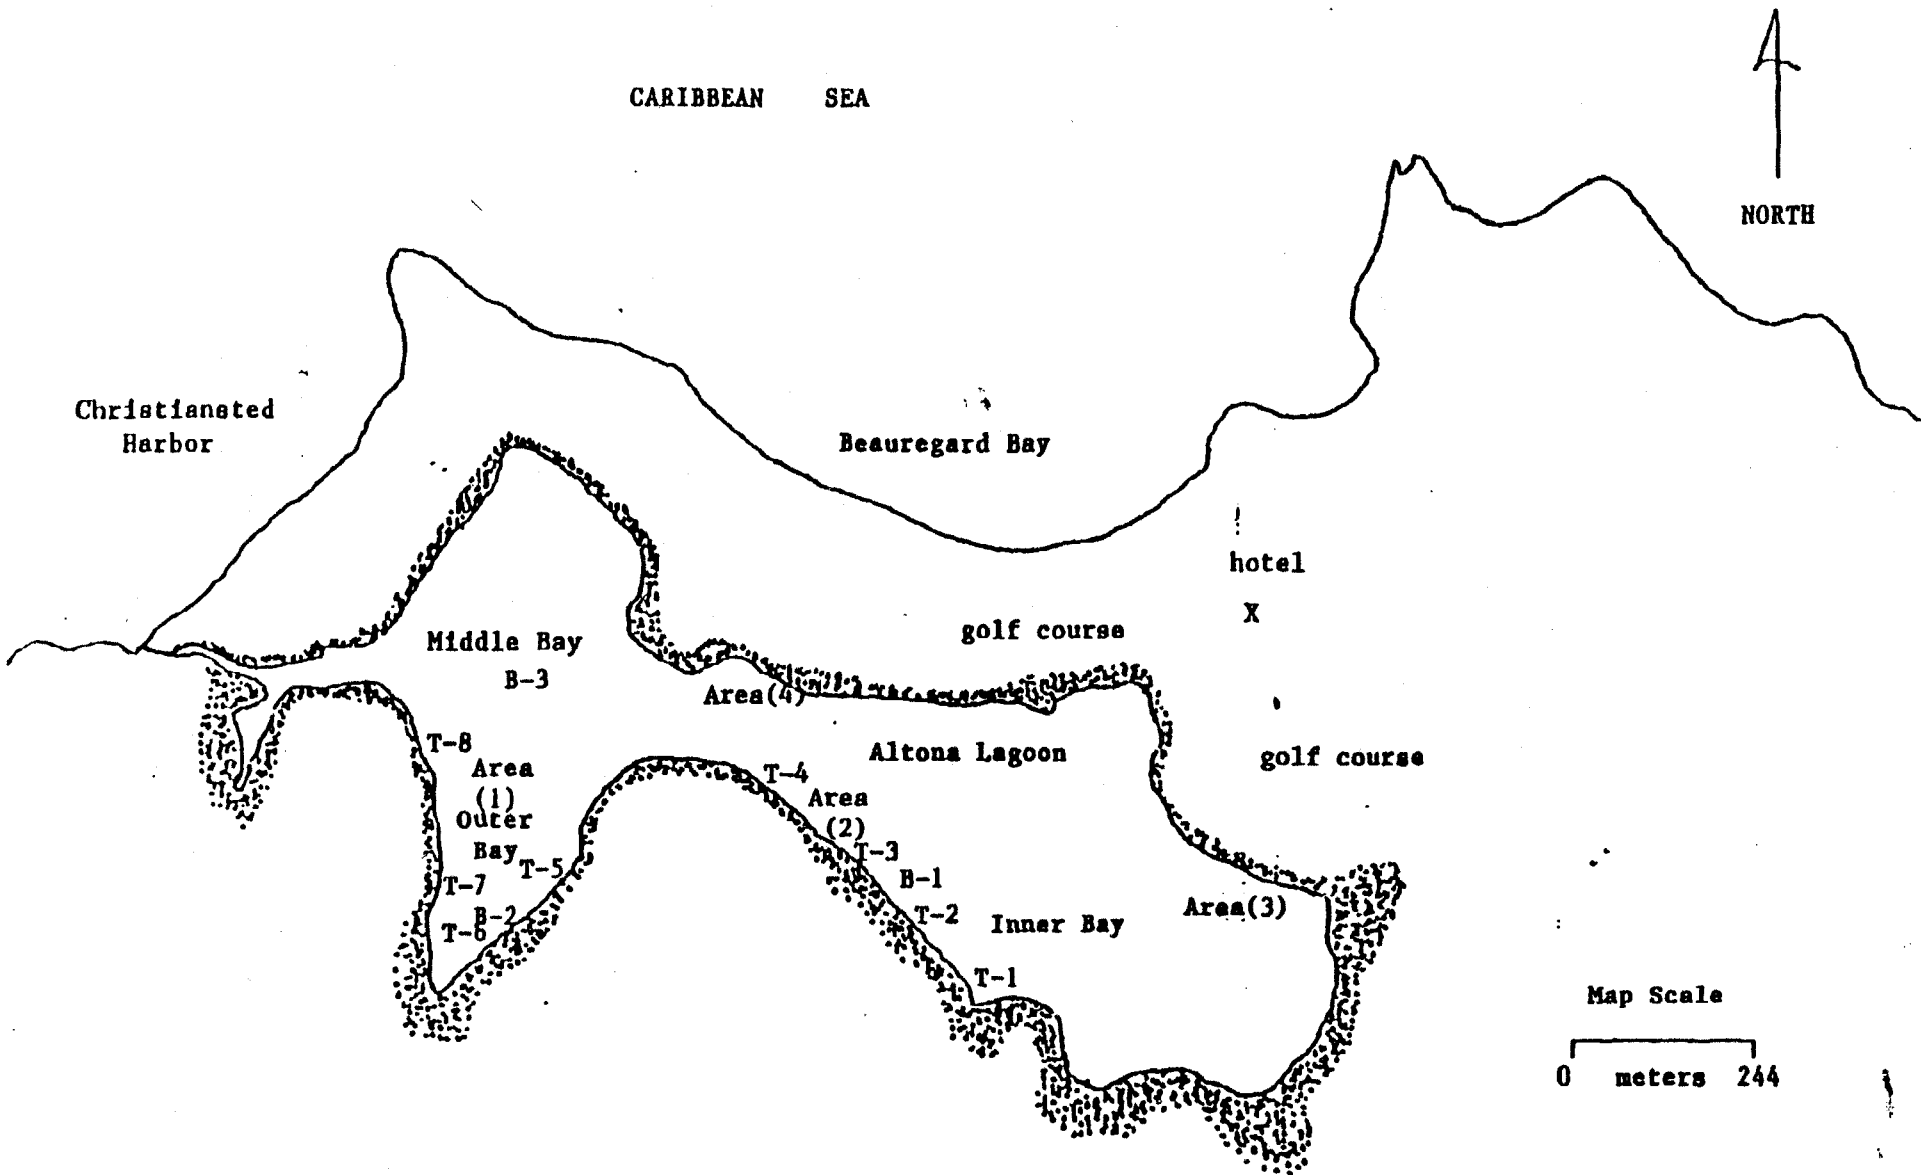 CARIBBEAN SEA
NORTH
Christiansted
Harbor
Beauregard Bay
hotel
X
golf course
Middle Bay
B-3
Area(4)
T-8
Altona Lagoon
golf course
Area
(1)
T-4
Area
(2)
Outer
Bay
T-5
T-3
T-7
B-1
B-2
T-2
T-6
Inner Bay
Area(3)
T-1
Map Scale
0 meters 244